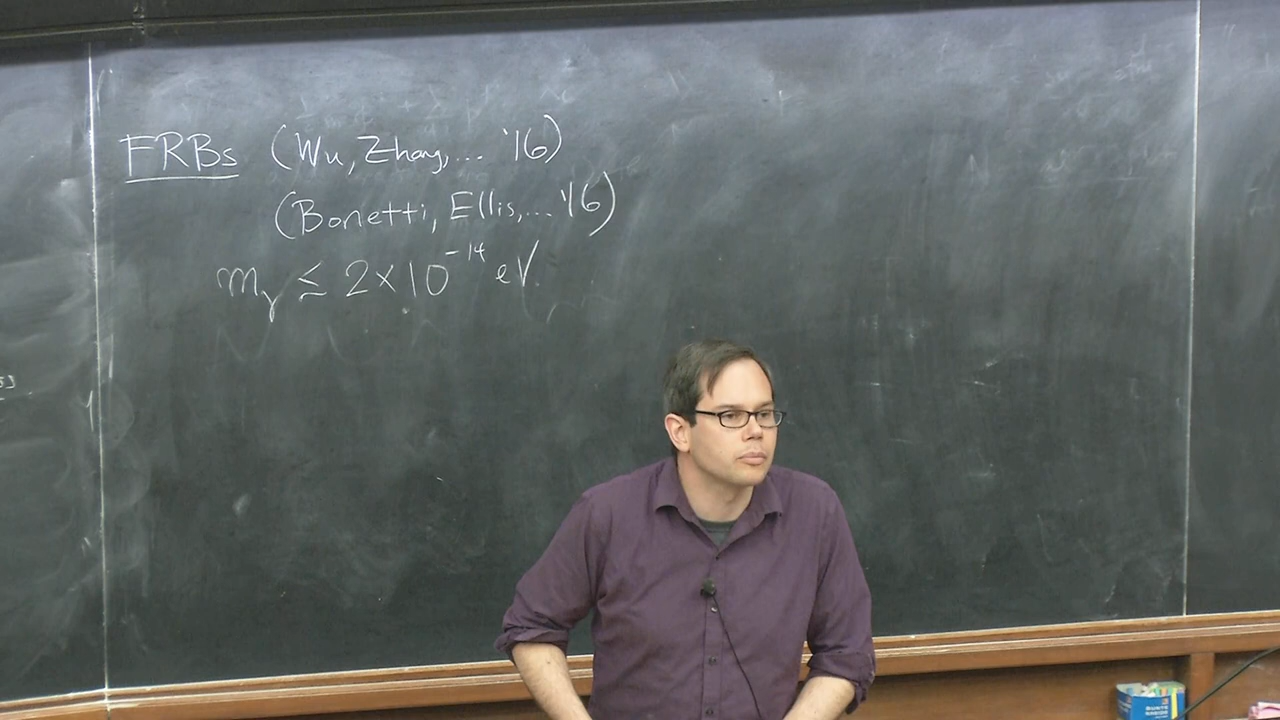 FRBs (Wu, Zhang, ... '16)
(Bonetti, Ellis, ... '16)
mγ ≤ 2×10⁻¹⁴ eV